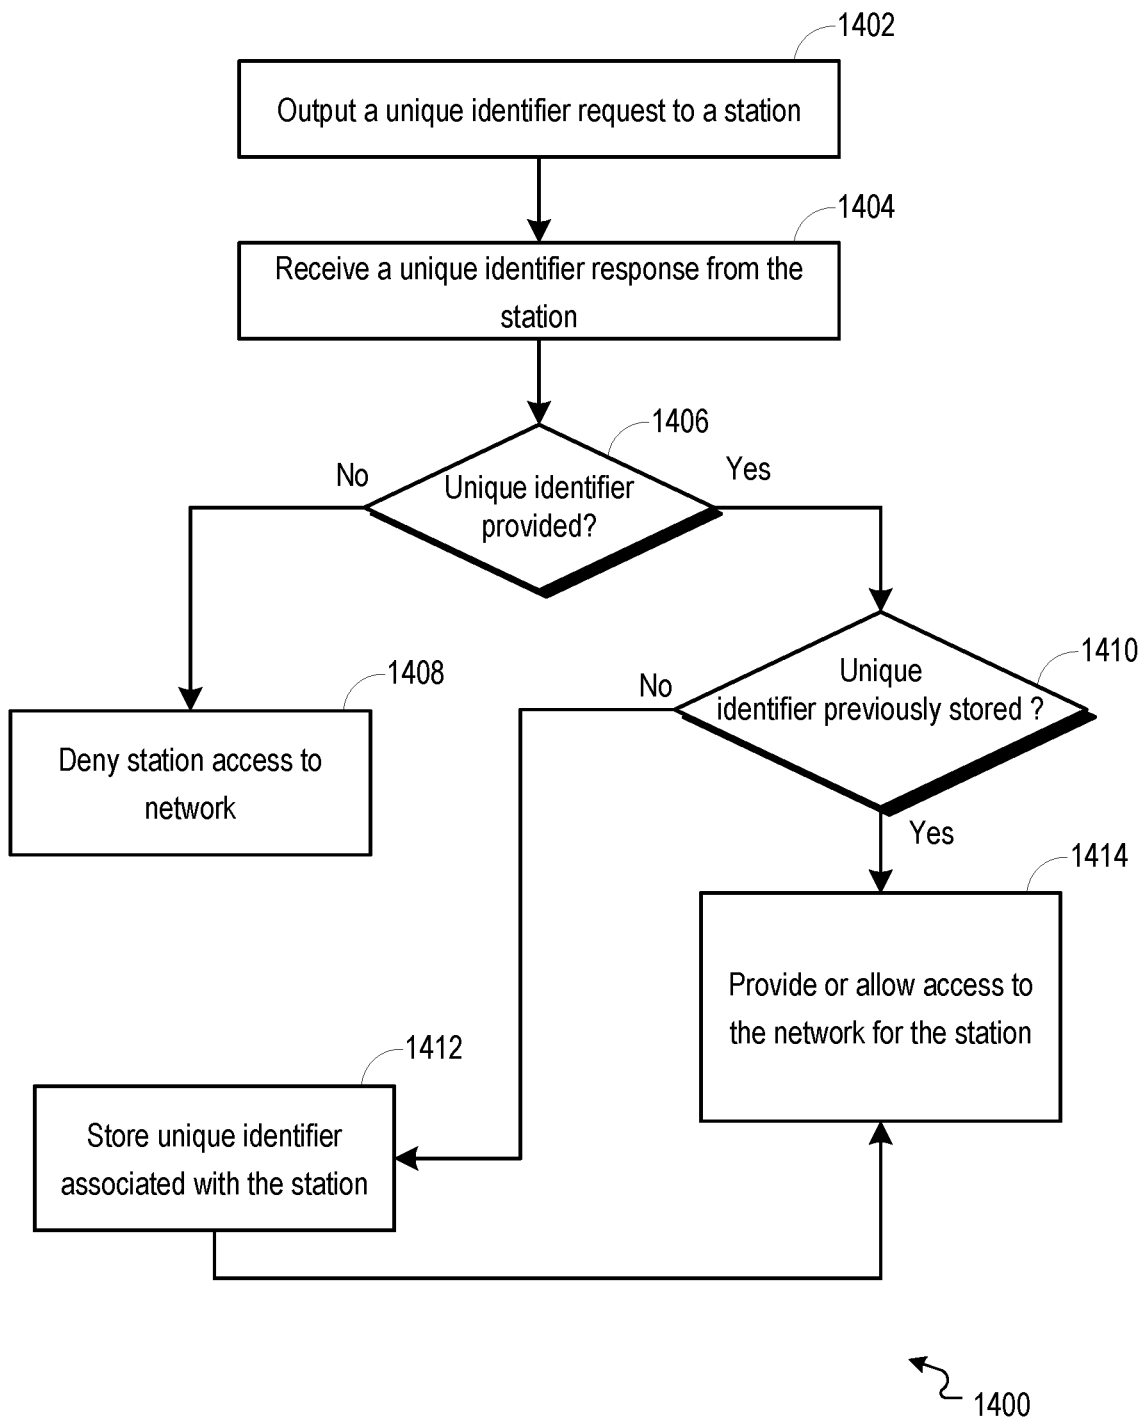 1402
Output a unique identifier request to a station
1404
Receive a unique identifier response from the
station
1406
No
Yes
Unique identifier
provided?
1408
Deny station access to
network
1410
No
Unique
identifier previously stored ?
Yes
1414
Provide or allow access to
the network for the station
1412
Store unique identifier
associated with the station
1400